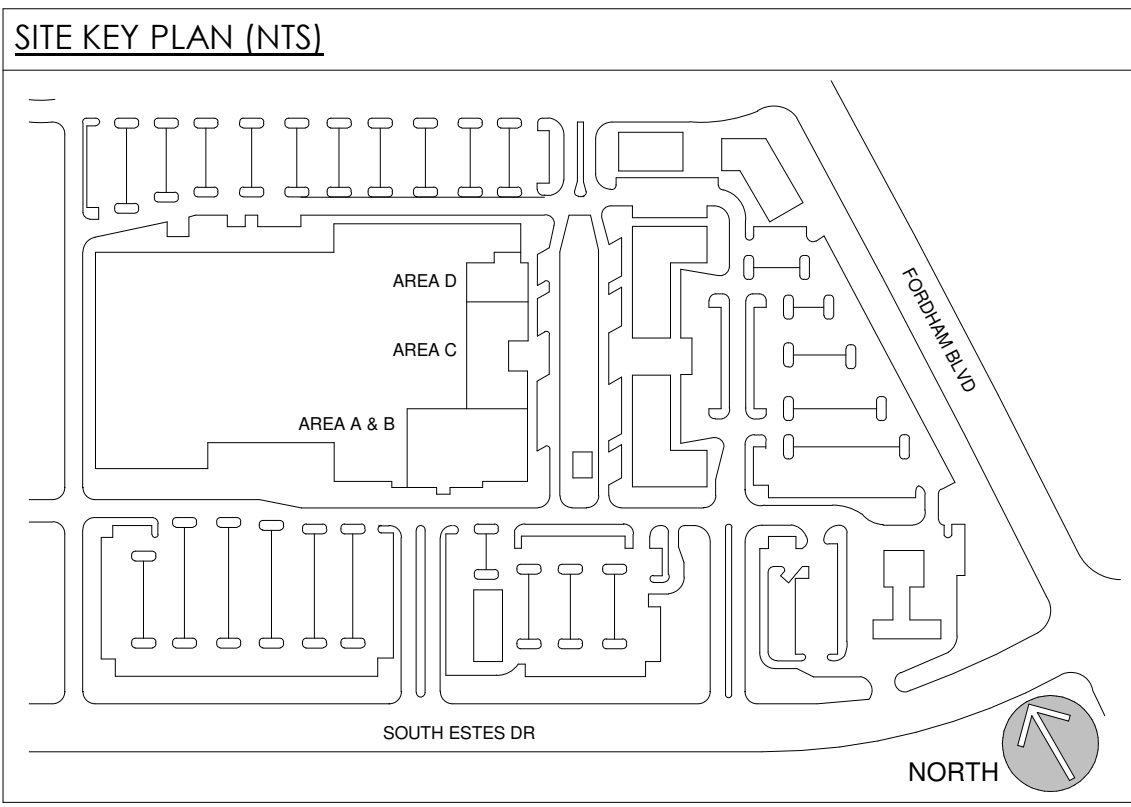 SITE KEY PLAN (NTS)
AREA D
FORDHAM BLVD
AREA C
AREA A & B
SOUTH ESTES DR
NORTH